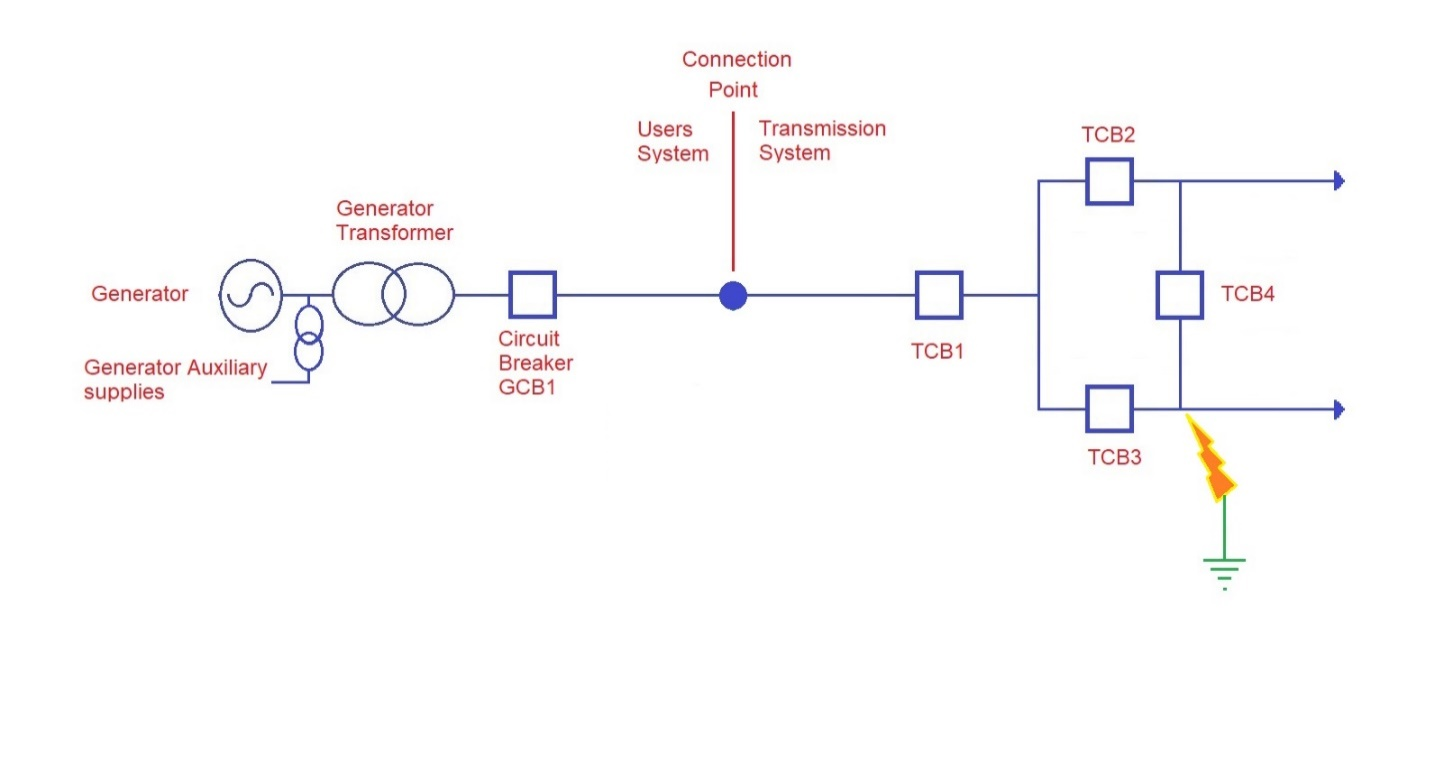 Connection
Point
Users
System
Transmission
System
TCB2
Generator
Transformer
Generator
TCB4
Circuit
Breaker
GCB1
TCB1
Generator Auxiliary
supplies
TCB3